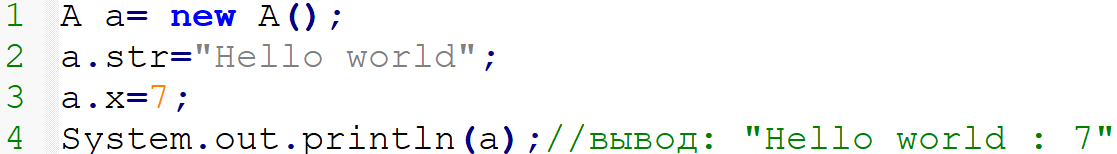 1 A a= new A();
2 a.str="Hello world";
3 a.x=7;
4 System.out.println(a);//вывод: "Hello world : 7"